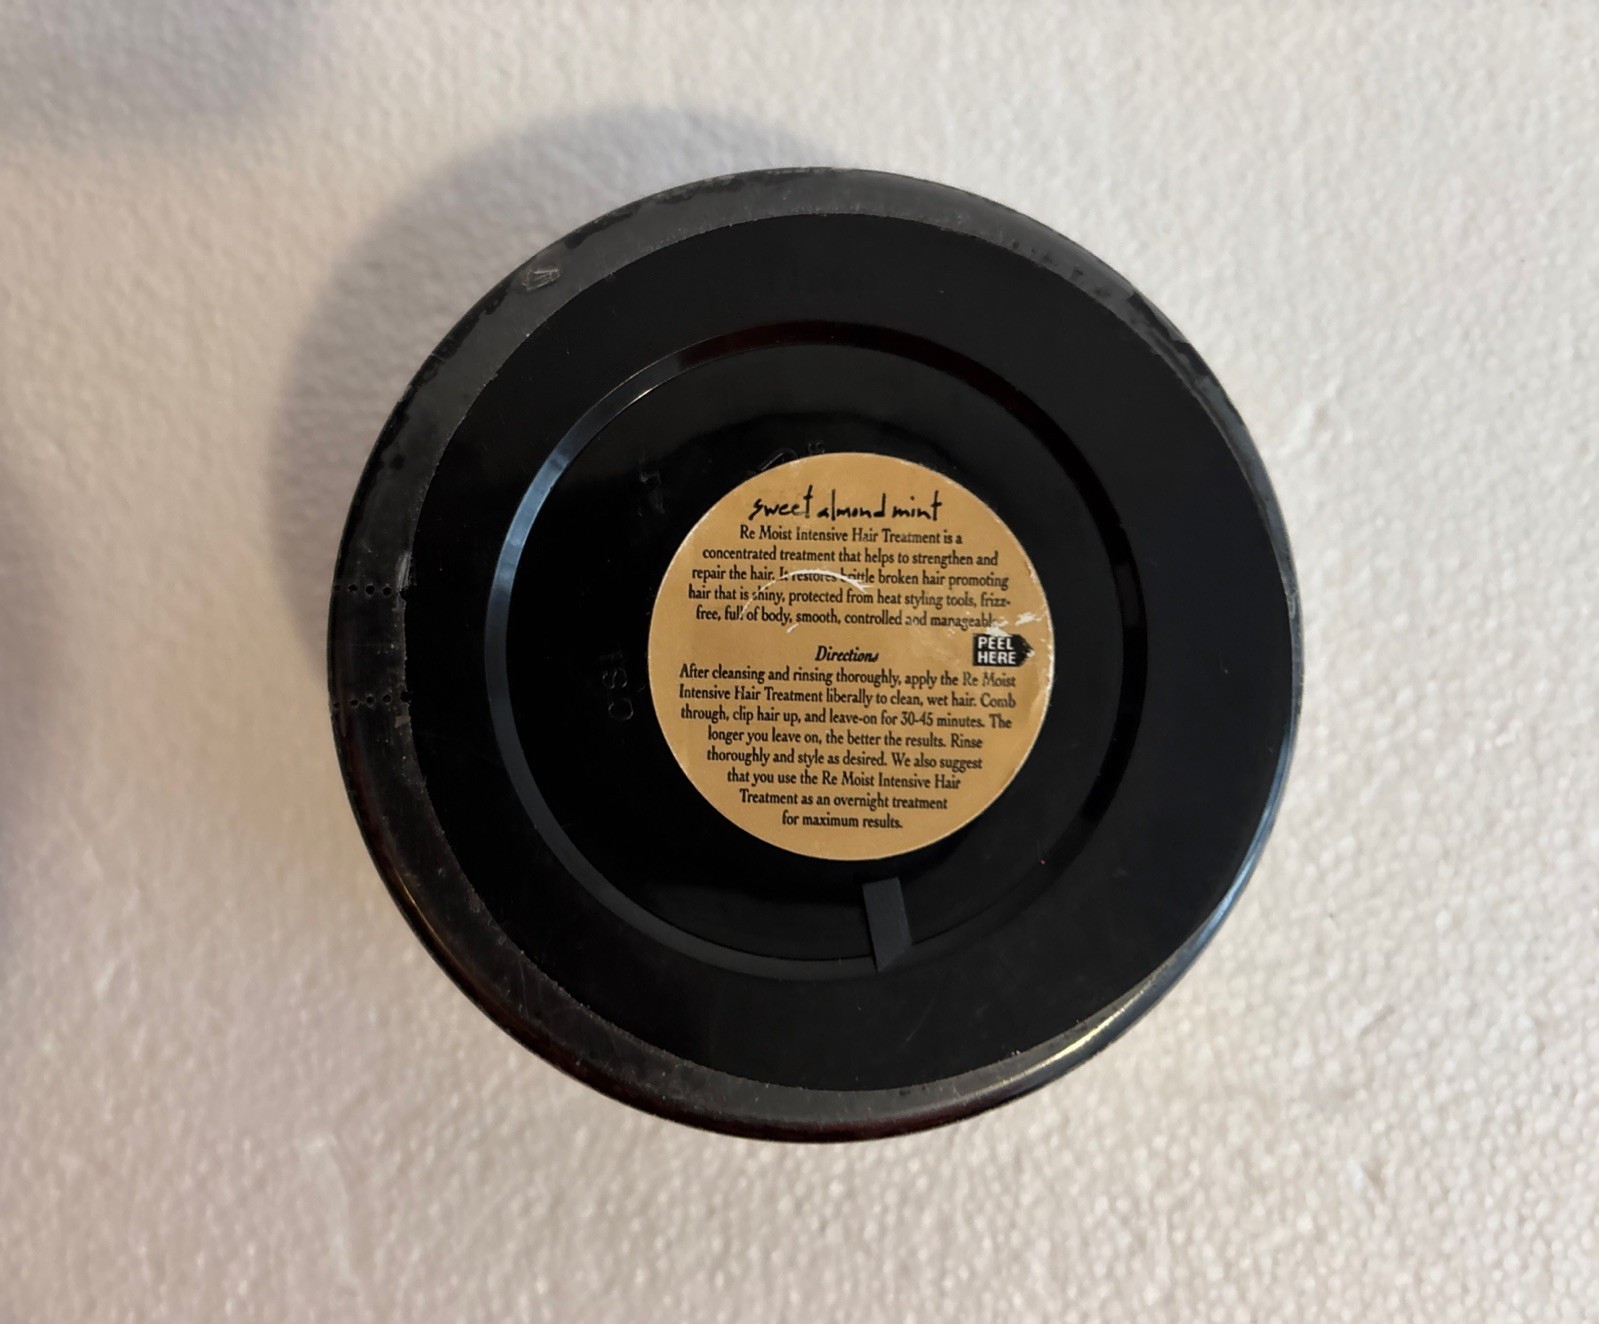 sweet almond mint
Re Moist Intensive Hair Treatment is a
concentrated treatment that helps to strengthen and
repair the hair. It restores brittle broken hair promoting
hair that is shiny, protected from heat styling tools, frizz-
free, full of body, smooth, controlled and manageable.
PEEL
HERE
Directions
After cleansing and rinsing thoroughly, apply the Re Moist
Intensive Hair Treatment liberally to clean, wet hair. Comb
through, clip hair up, and leave-on for 30-45 minutes. The
longer you leave on, the better the results. Rinse
thoroughly and style as desired. We also suggest
that you use the Re Moist Intensive Hair
Treatment as an overnight treatment
for maximum results.
CSI